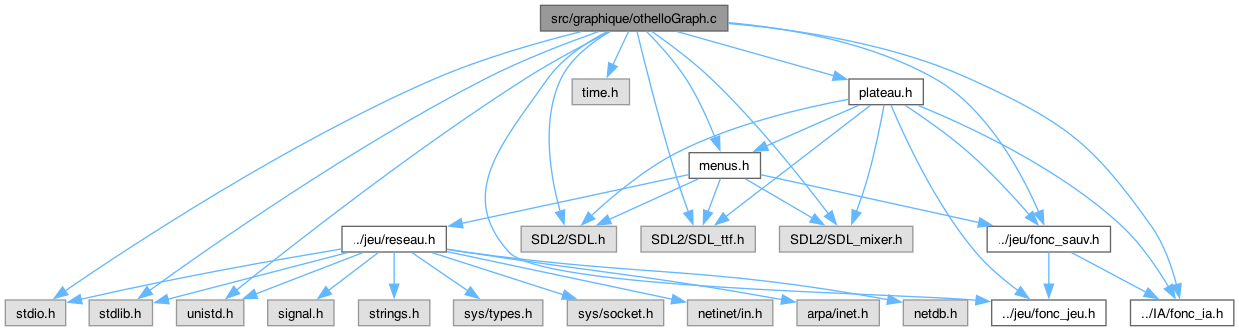 src/graphique/othelloGraph.c
time.h
plateau.h
menus.h
../jeu/reseau.h
SDL2/SDL.h
SDL2/SDL_ttf.h
SDL2/SDL_mixer.h
../jeu/fonc_sauv.h
stdio.h
stdlib.h
unistd.h
signal.h
strings.h
sys/types.h
sys/socket.h
netinet/in.h
arpa/inet.h
netdb.h
../jeu/fonc_jeu.h
../IA/fonc_ia.h